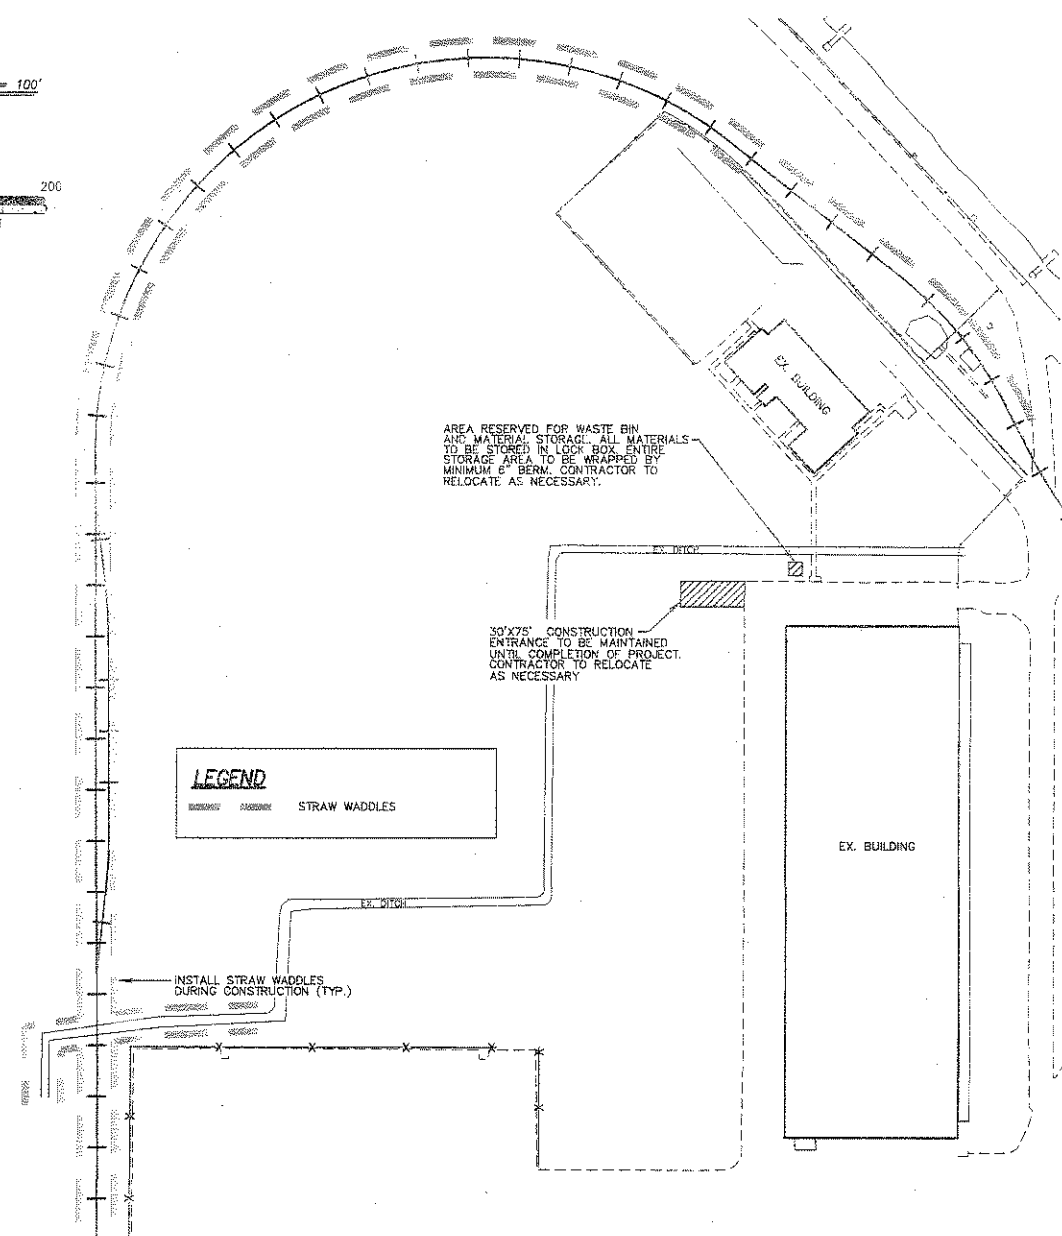 100'
200
EX. BUILDING
AREA RESERVED FOR WASTE BIN
AND MATERIAL STORAGE. ALL MATERIALS
TO BE STORED IN LOCK BOX. ENTIRE
STORAGE AREA TO BE WRAPPED BY
MINIMUM 6" BERM. CONTRACTOR TO
RELOCATE AS NECESSARY.
EX. DITCH
30'X75' CONSTRUCTION
ENTRANCE TO BE MAINTAINED
UNTIL COMPLETION OF PROJECT.
CONTRACTOR TO RELOCATE
AS NECESSARY
LEGEND
STRAW WADDLES
EX. BUILDING
EX. DITCH
INSTALL STRAW WADDLES
DURING CONSTRUCTION (TYP.)